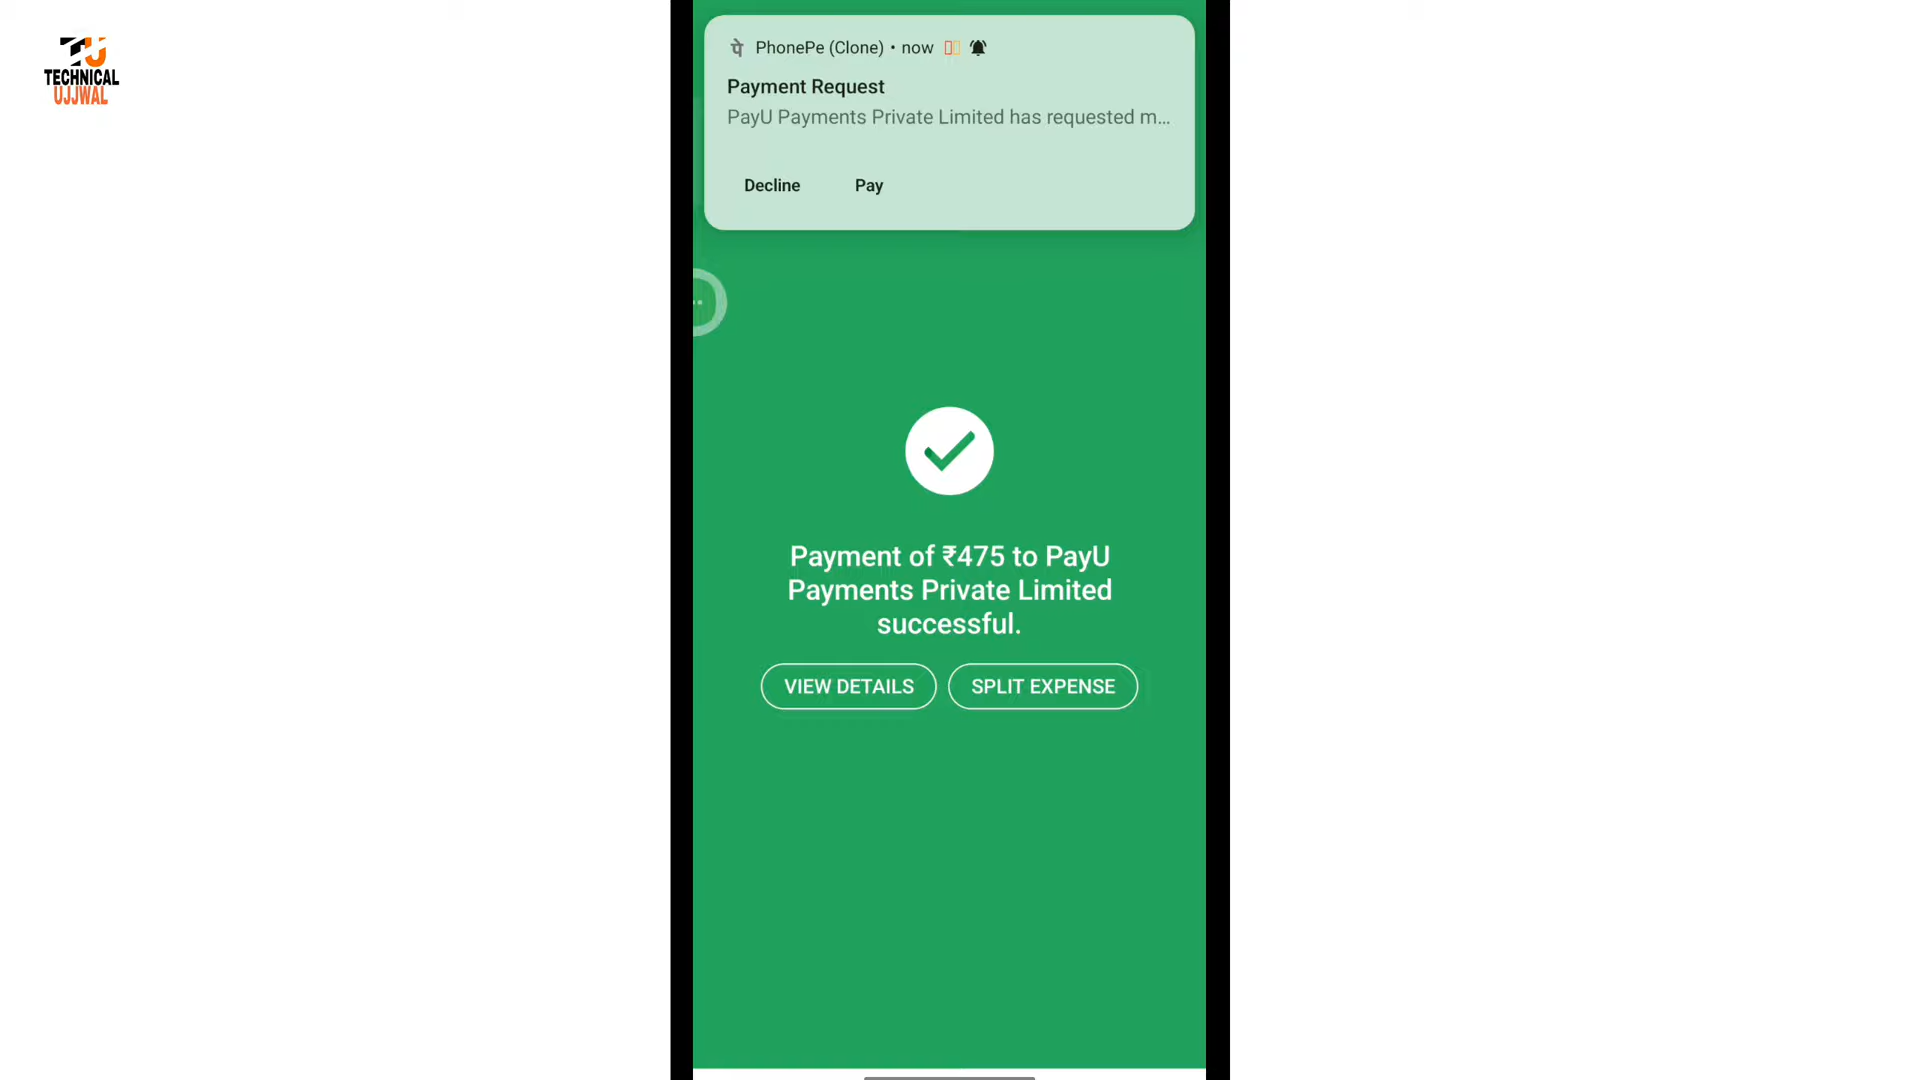 TU
TECHNICAL
UJJWAL
PhonePe (Clone) • now
Payment Request
PayU Payments Private Limited has requested m...
Decline Pay
Payment of ₹475 to PayU
Payments Private Limited
successful.
VIEW DETAILS SPLIT EXPENSE